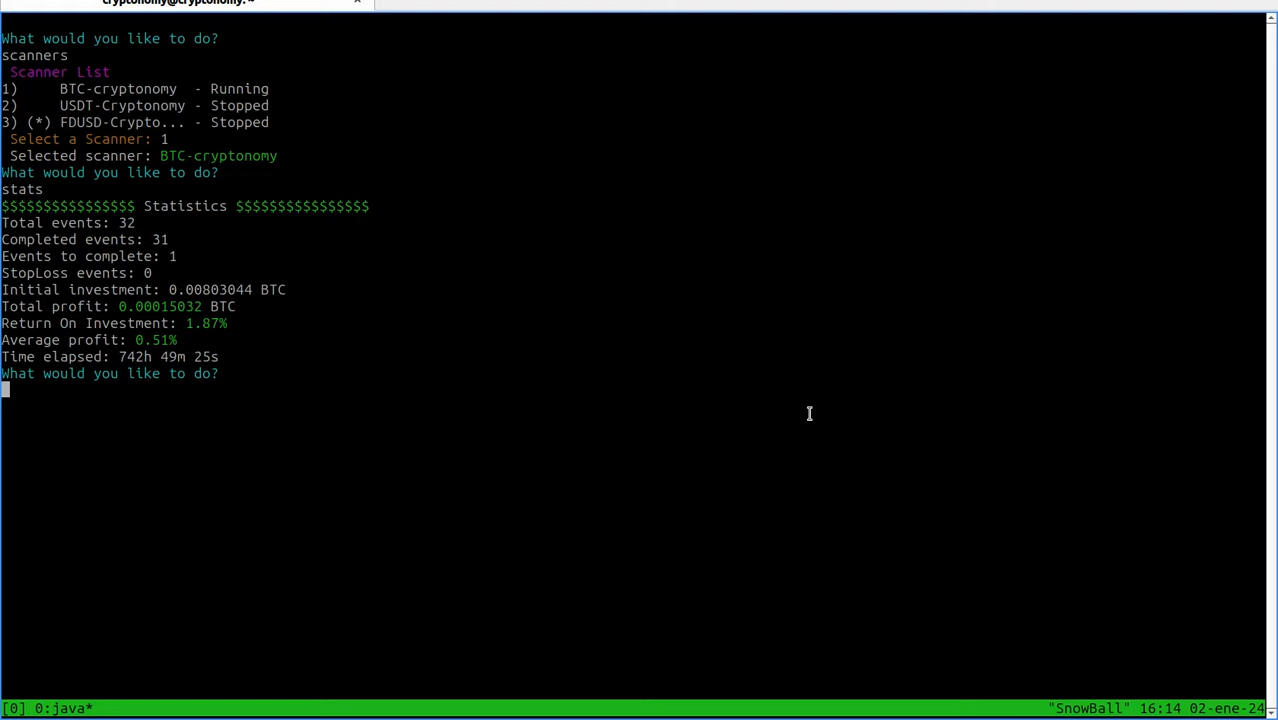 cryptonomy@cryptonomy: ~
What would you like to do?
scanners
Scanner List
1) BTC-cryptonomy - Running
2) USDT-Cryptonomy - Stopped
3) (*) FDUSD-Crypto... - Stopped
Select a Scanner: 1
Selected scanner: BTC-cryptonomy
What would you like to do?
stats
$$$$$$$$$$$$$$$$ Statistics $$$$$$$$$$$$$$$$
Total events: 32
Completed events: 31
Events to complete: 1
StopLoss events: 0
Initial investment: 0.00803044 BTC
Total profit: 0.00015032 BTC
Return On Investment: 1.87%
Average profit: 0.51%
Time elapsed: 742h 49m 25s
What would you like to do?
[0] 0:java* "SnowBall" 16:14 02-ene-24